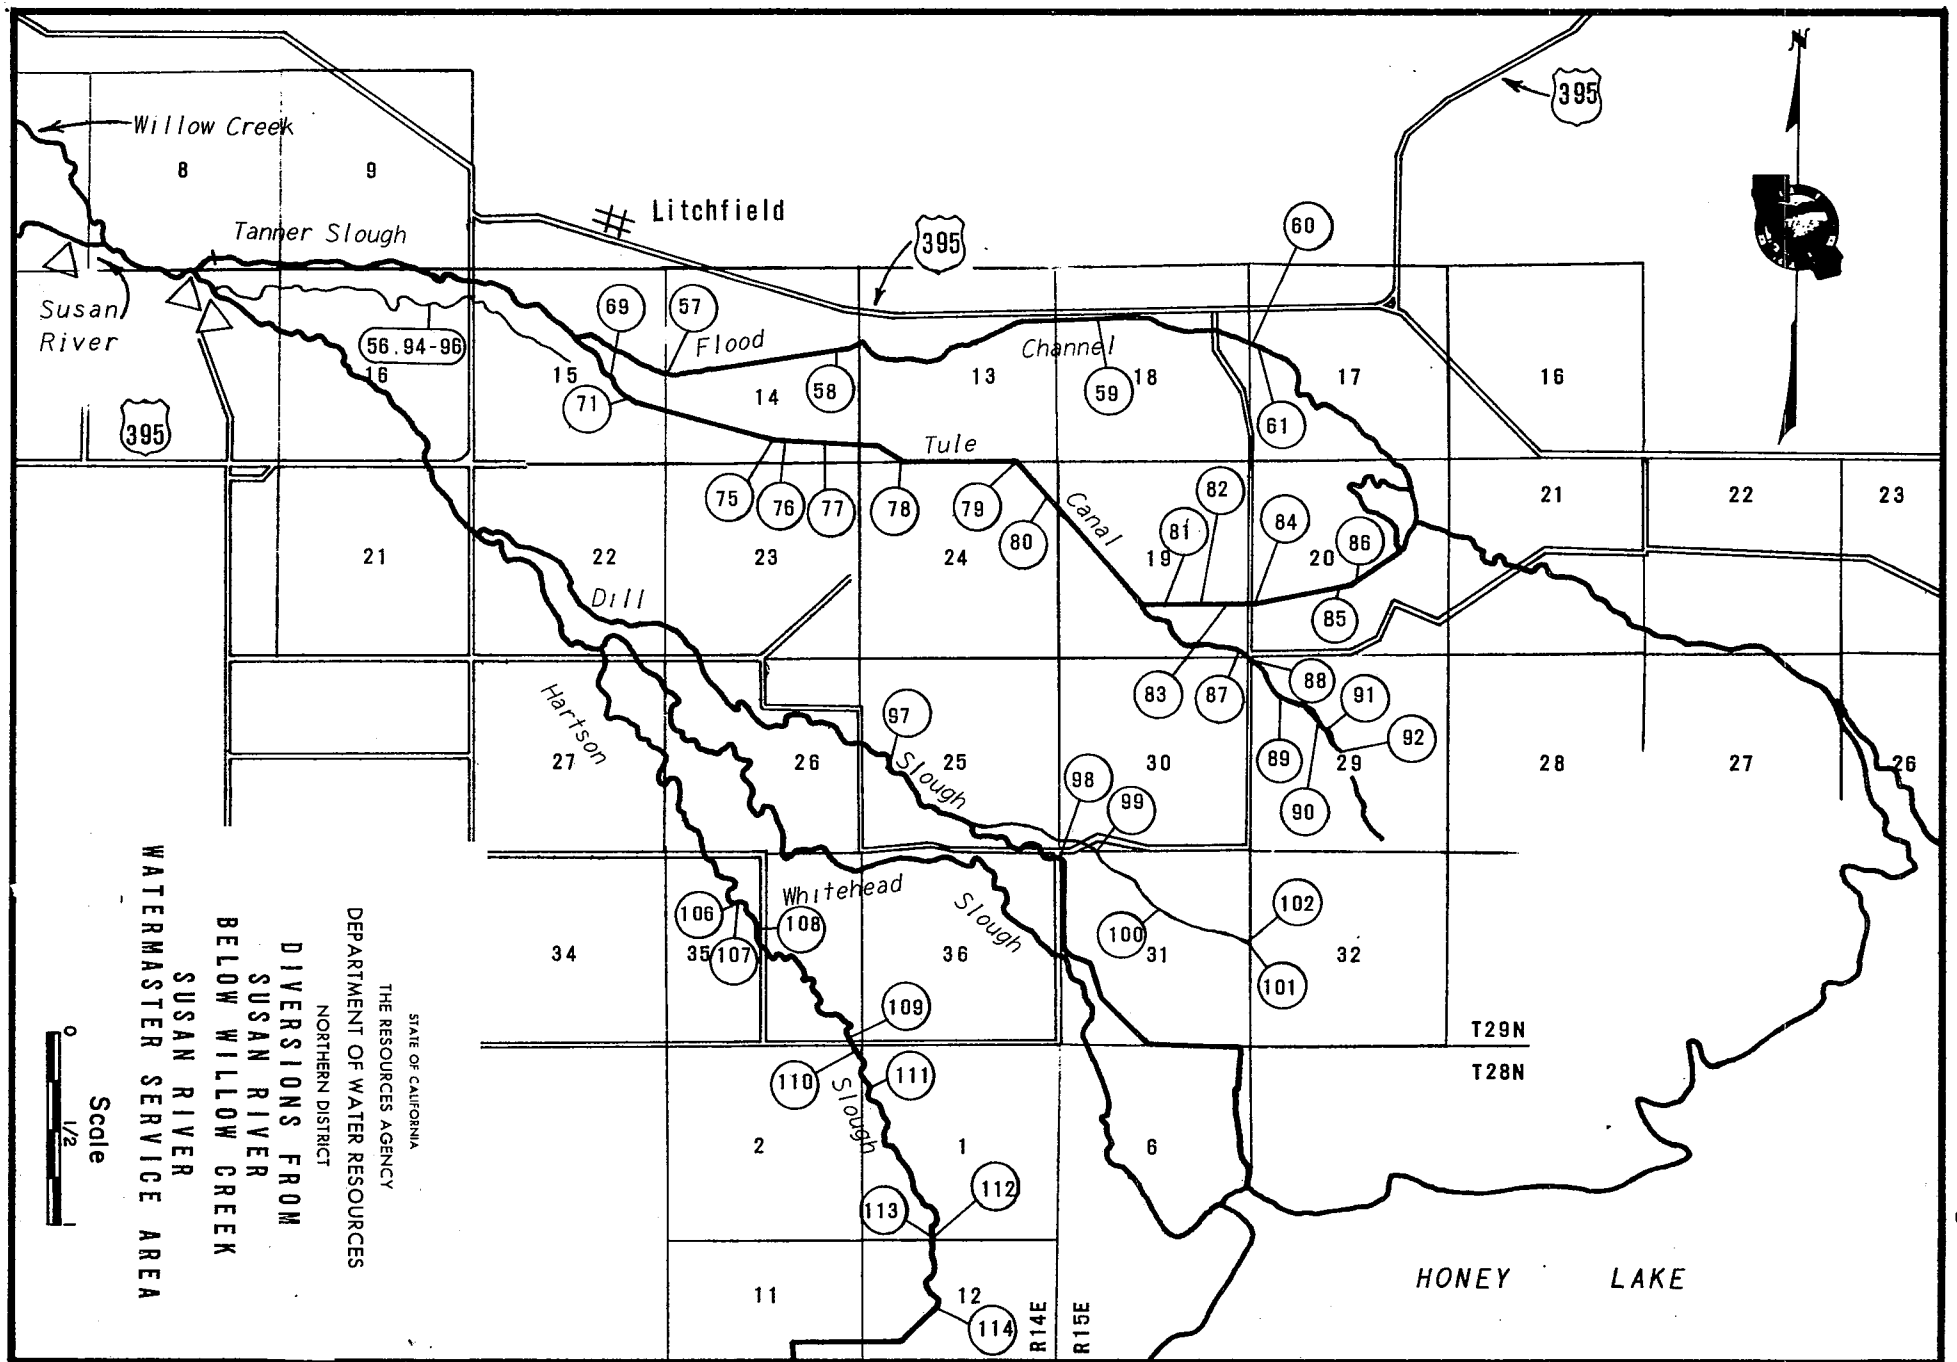 N
395
Willow Creek
8
9
Litchfield
Tanner Slough
395
60
Susan
River
69
57
Flood
Channel
56.94-96
16
15
71
14
58
13
59
18
17
16
61
395
Tule
75
76
77
78
79
80
Canal
82
81
84
19
20
86
85
21
22
23
21
22
23
24
Dill
83
87
88
91
92
89
90
29
Hartson
27
26
97
Slough
25
30
28
27
26
98
99
Whitehead
Slough
106
107
108
34
35
36
100
31
102
101
32
109
T29N
T28N
110
111
Slough
2
1
6
112
113
11
12
114
R14E
R15E
HONEY LAKE
STATE OF CALIFORNIA
THE RESOURCES AGENCY
DEPARTMENT OF WATER RESOURCES
NORTHERN DISTRICT
DIVERSIONS FROM
SUSAN RIVER
BELOW WILLOW CREEK
SUSAN RIVER
WATERMASTER SERVICE AREA
Scale
0 1/2 1